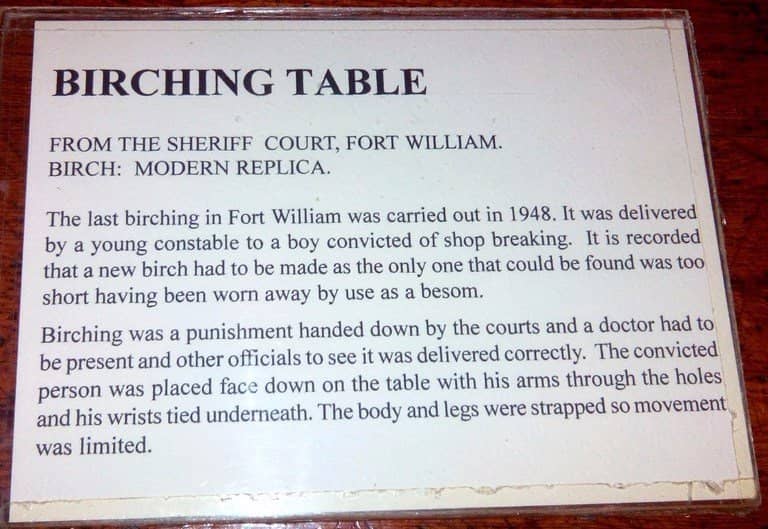 BIRCHING TABLE
FROM THE SHERIFF COURT, FORT WILLIAM.
BIRCH: MODERN REPLICA.
The last birching in Fort William was carried out in 1948. It was delivered
by a young constable to a boy convicted of shop breaking. It is recorded
that a new birch had to be made as the only one that could be found was too
short having been worn away by use as a besom.
Birching was a punishment handed down by the courts and a doctor had to
be present and other officials to see it was delivered correctly. The convicted
person was placed face down on the table with his arms through the holes
and his wrists tied underneath. The body and legs were strapped so movement
was limited.